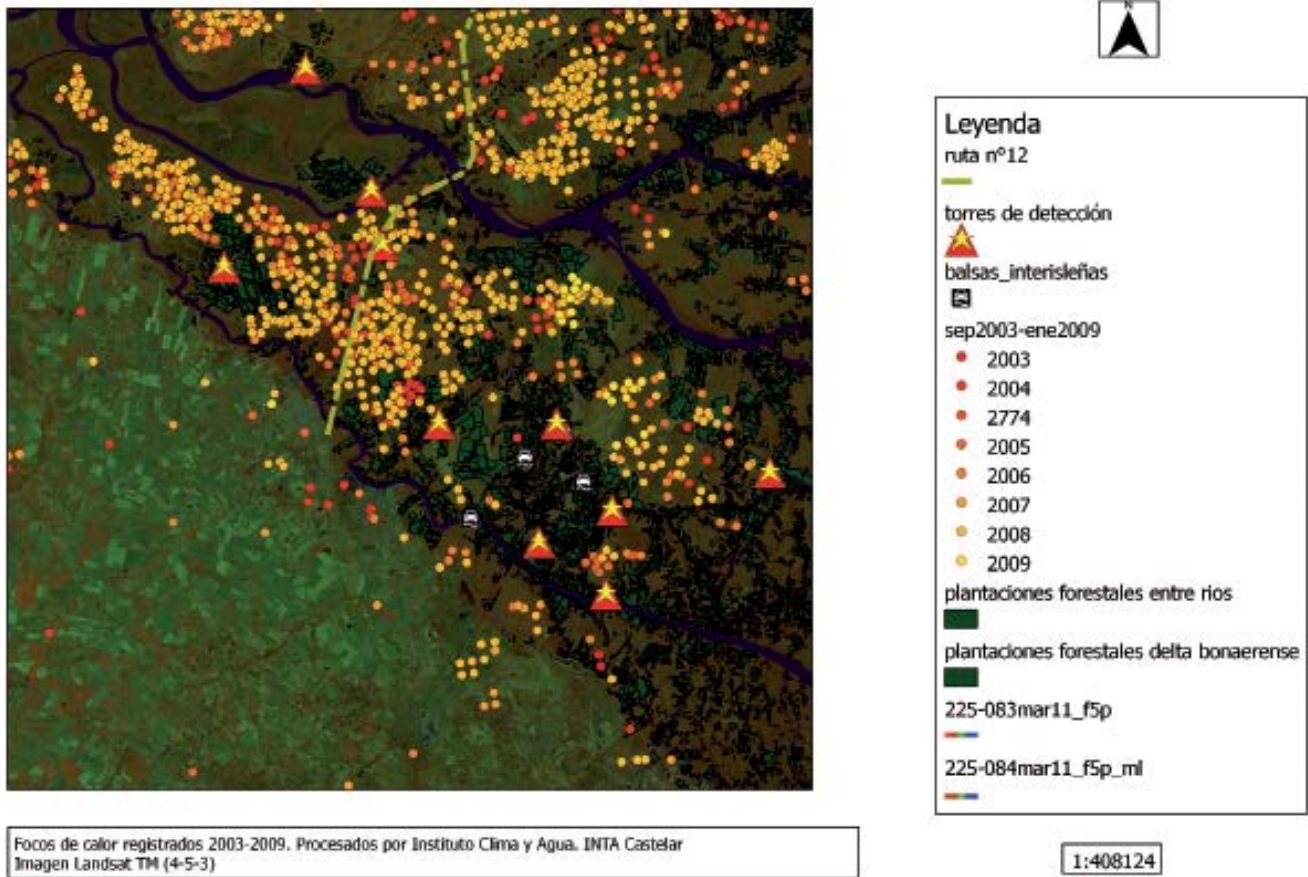 N
Leyenda
ruta nº12
torres de detección
balsas_interisleñas
sep2003-ene2009
2003
2004
2774
2005
2006
2007
2008
2009
plantaciones forestales entre rios
plantaciones forestales delta bonaerense
225-083mar11_f5p
225-084mar11_f5p_ml
Focos de calor registrados 2003-2009. Procesados por Instituto Clima y Agua. INTA Castelar
Imagen Landsat TM (4-5-3)
1:408124